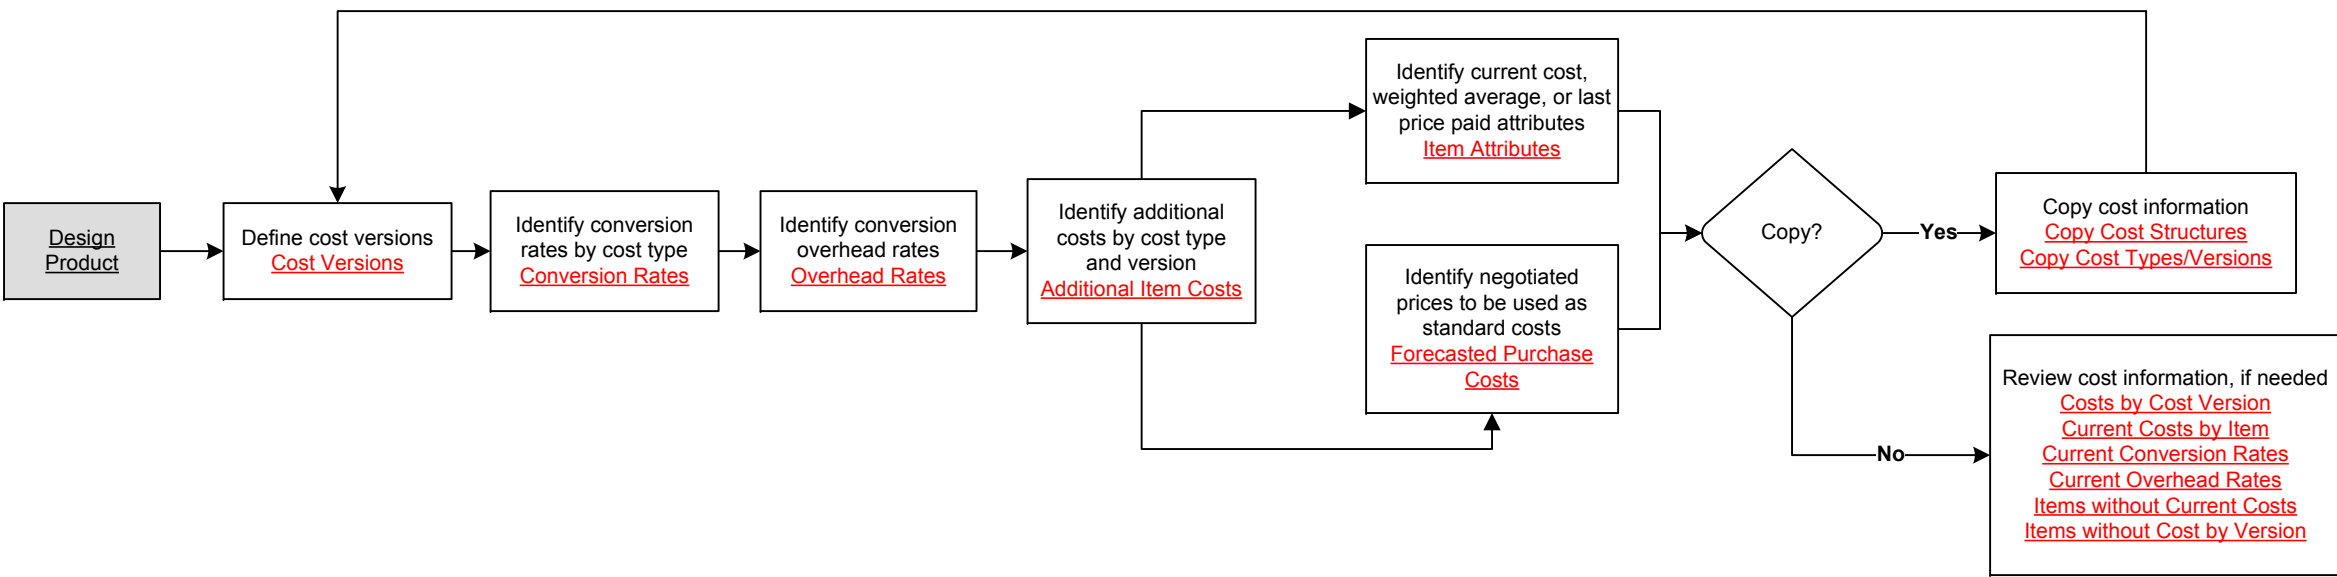 Design
Product
Define cost versions
Cost Versions
Identify conversion
rates by cost type
Conversion Rates
Identify conversion
overhead rates
Overhead Rates
Identify additional
costs by cost type
and version
Additional Item Costs
Identify current cost,
weighted average, or last
price paid attributes
Item Attributes
Identify negotiated
prices to be used as
standard costs
Forecasted Purchase
Costs
Copy?
Yes
Copy cost information
Copy Cost Structures
Copy Cost Types/Versions
No
Review cost information, if needed
Costs by Cost Version
Current Costs by Item
Current Conversion Rates
Current Overhead Rates
Items without Current Costs
Items without Cost by Version